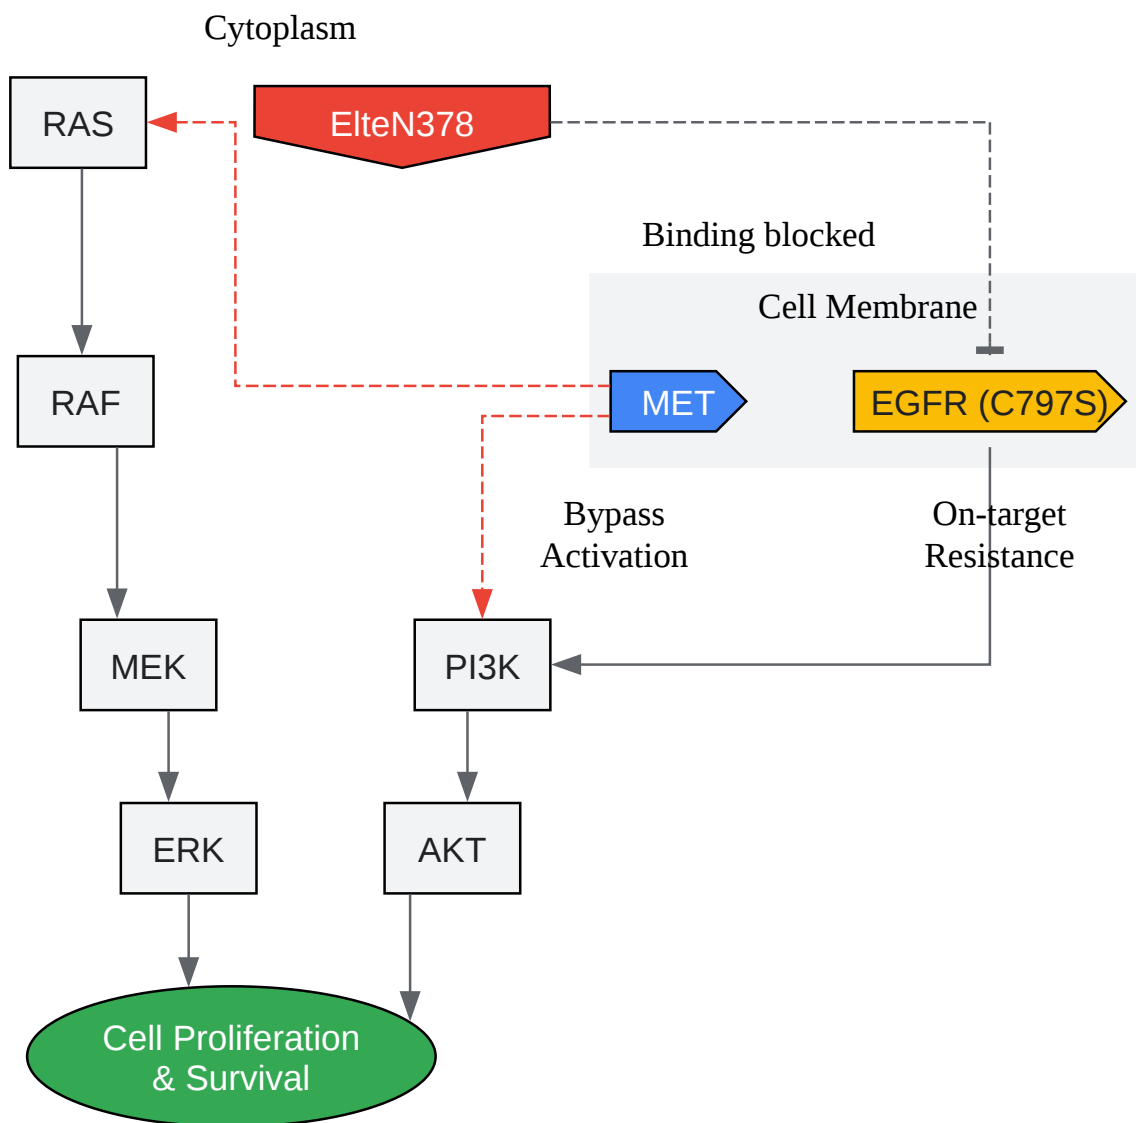 Cytoplasm
RAS
ElteN378
Binding blocked
Cell Membrane
RAF
MET
EGFR (C797S)
Bypass
Activation
On-target
Resistance
MEK
PI3K
ERK
AKT
Cell Proliferation
& Survival